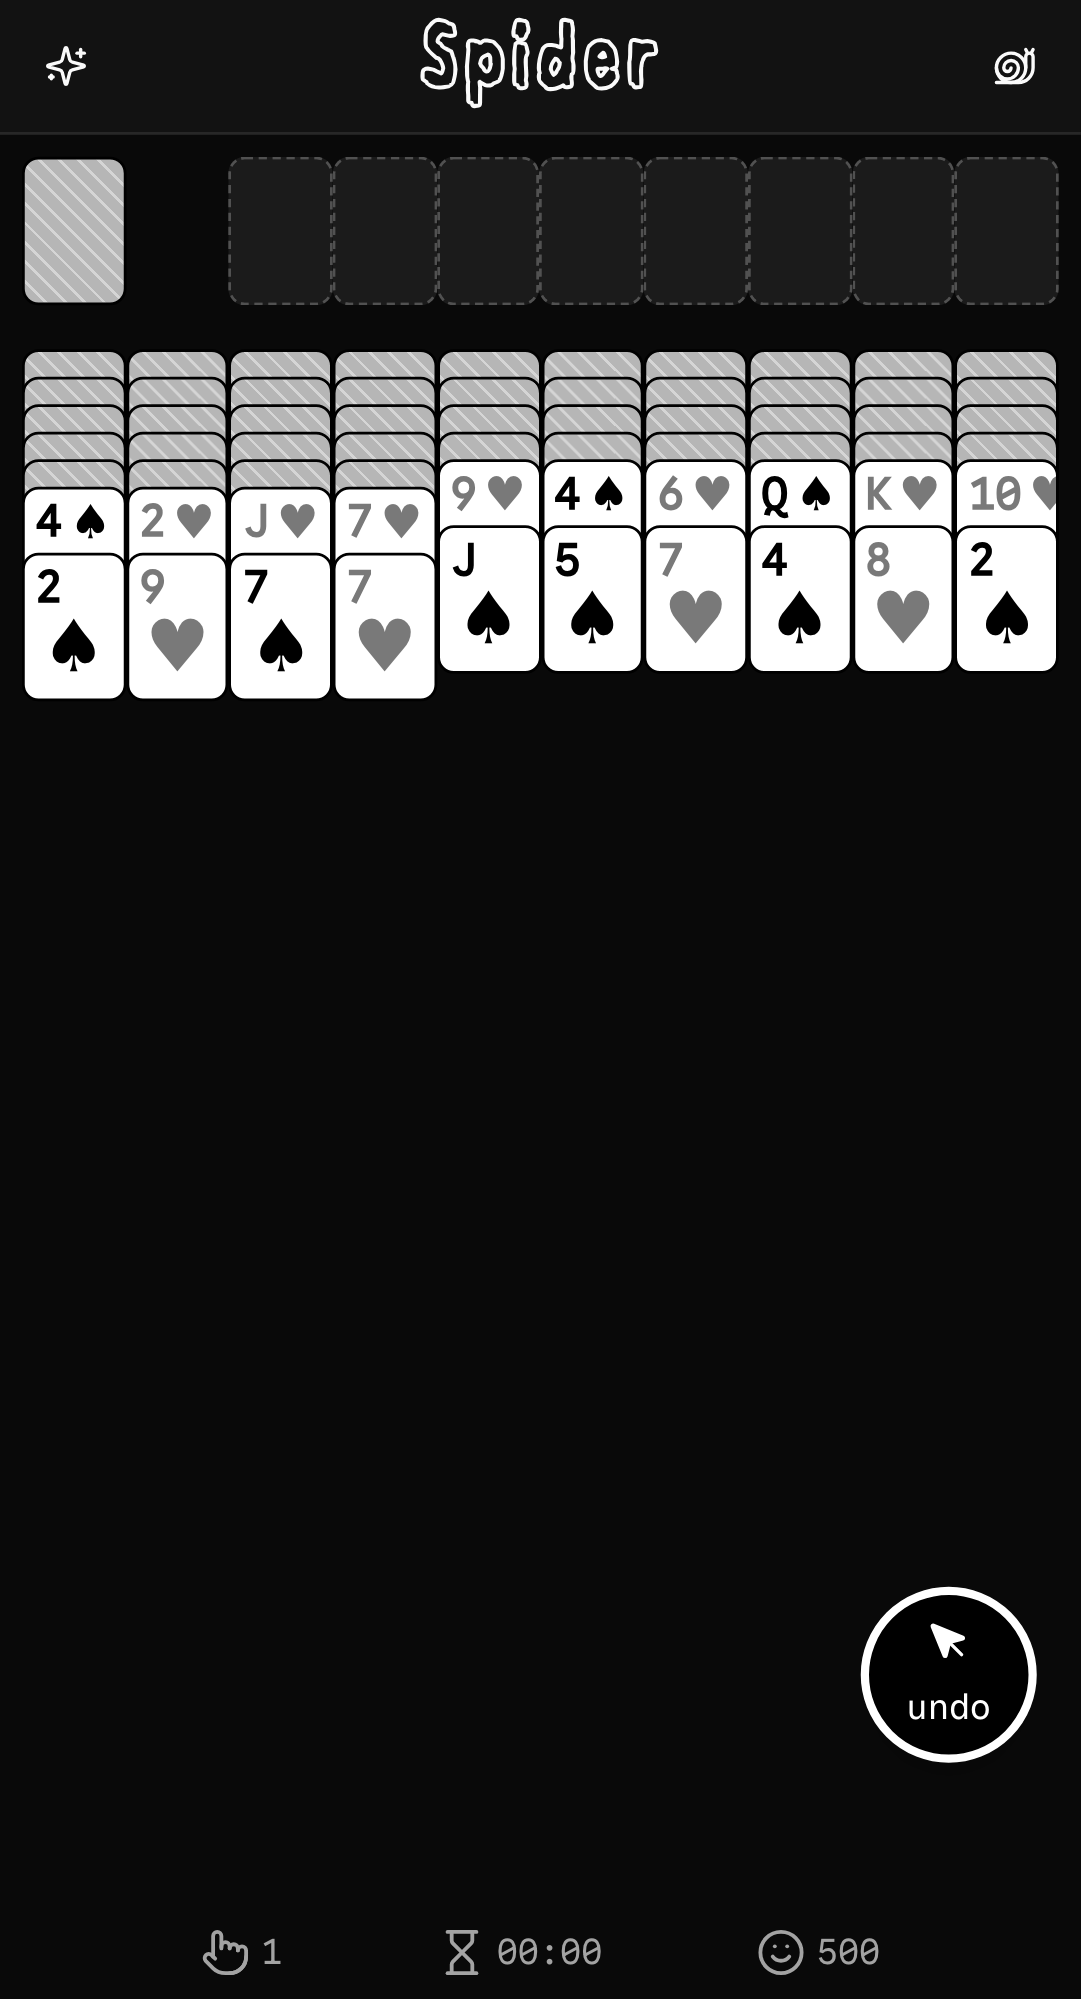 Spider
9♥ 4♠ 6♥ Q♠ K♥ 10♥
4♠ 2♥ J♥ 7♥
J♠ 5♠ 7♥ 4♠ 8♥ 2♠
2♠ 9♥ 7♠ 7♥
undo
1 00:00 500